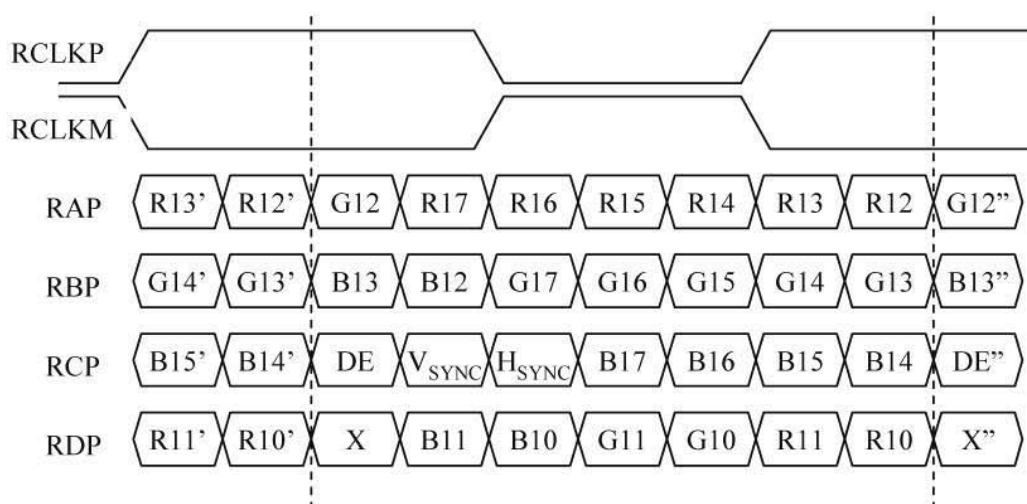 RCLKP
RCLKM
RAP R13’ R12’ G12 R17 R16 R15 R14 R13 R12 G12”
RBP G14’ G13’ B13 B12 G17 G16 G15 G14 G13 B13”
RCP B15’ B14’ DE VSYNC HSYNC B17 B16 B15 B14 DE”
RDP R11’ R10’ X B11 B10 G11 G10 R11 R10 X”